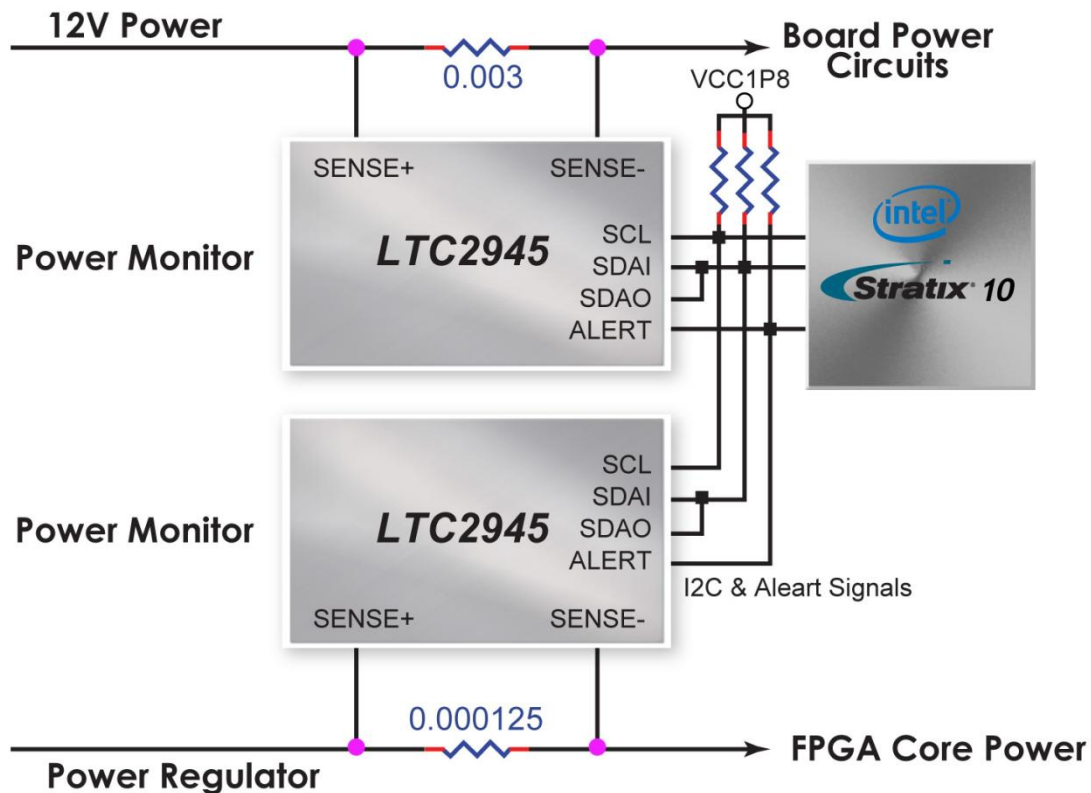 12V Power
0.003
Board Power
Circuits
VCC1P8
SENSE+
SENSE-
Power Monitor
LTC2945
SCL
SDAI
SDAO
ALERT
intel
Stratix 10
Power Monitor
LTC2945
SCL
SDAI
SDAO
ALERT
I2C & Aleart Signals
SENSE+
SENSE-
0.000125
Power Regulator
FPGA Core Power